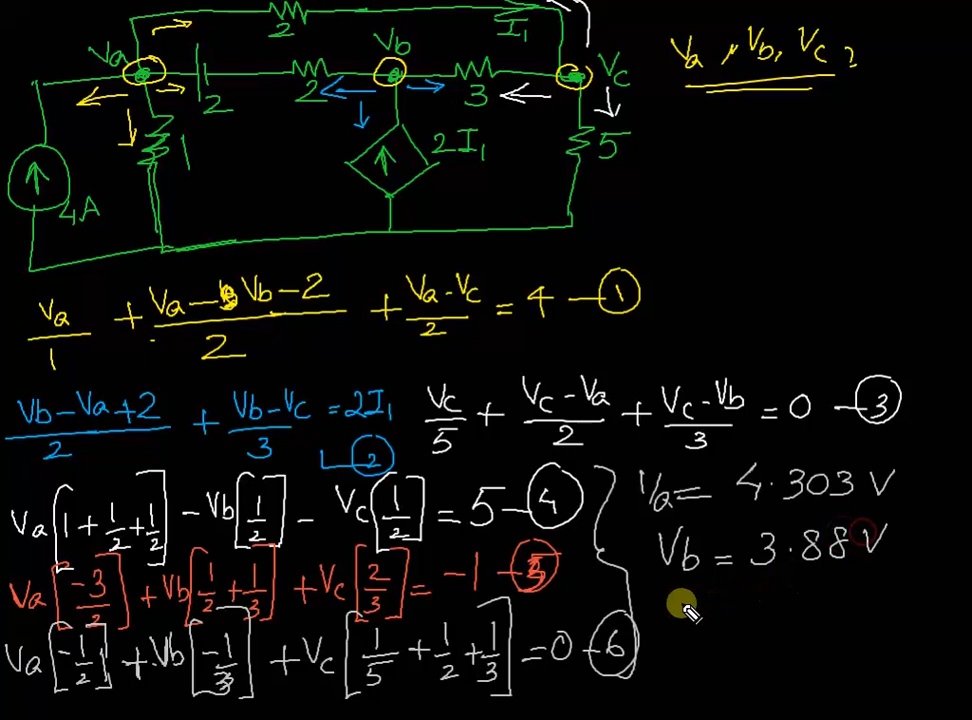 2
I₁
Va
Vb
Vc
Va, Vb, Vc ?
2
2
3
1
2I₁
5
4A
Va/1 + (Va - Vb - 2)/2 + (Va - Vc)/2 = 4 - ①
(Vb - Va + 2)/2 + (Vb - Vc)/3 = 2I₁ ②
Vc/5 + (Vc - Va)/2 + (Vc - Vb)/3 = 0 - ③
Va[1 + 1/2 + 1/2] - Vb[1/2] - Vc[1/2] = 5 - ④
Va[-3/2] + Vb[1/2 + 1/3] + Vc[2/3] = -1 - ⑤
Va[-1/2] + Vb[-1/3] + Vc[1/5 + 1/2 + 1/3] = 0 - ⑥
Va = 4.303 V
Vb = 3.88 V